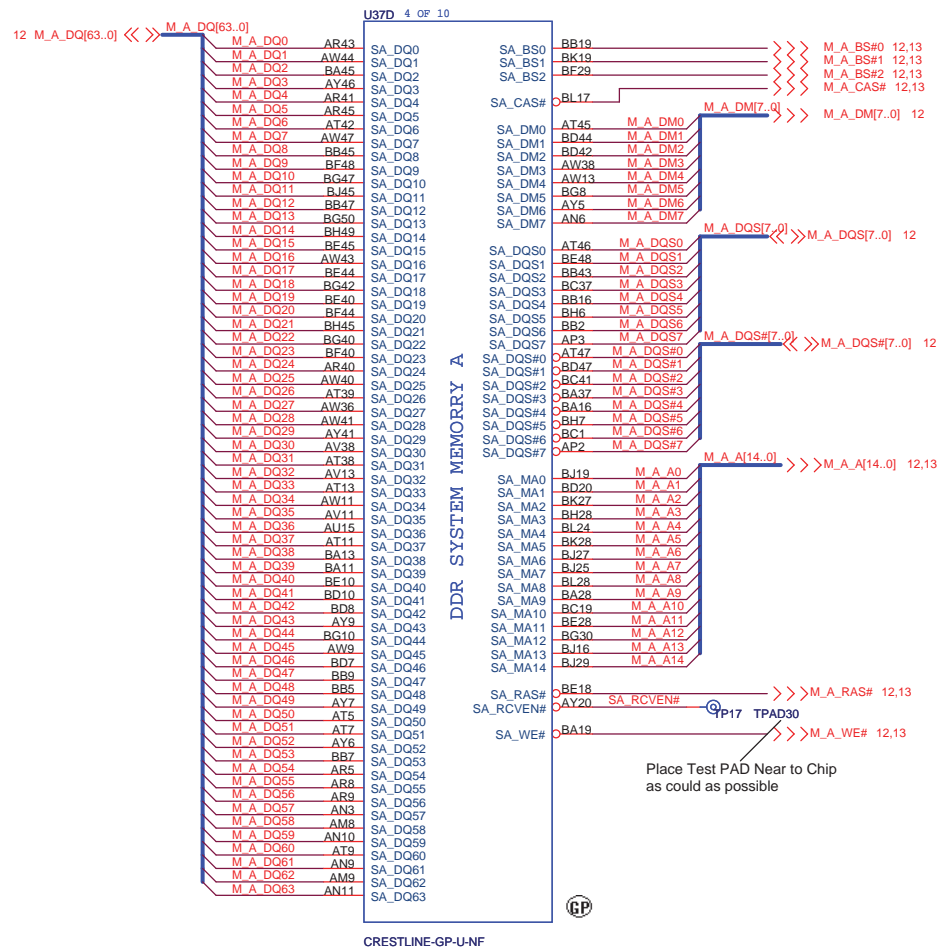 U37D 4 OF 10
12 M_A_DQ[63..0] M_A_DQ[63..0]
M_A_DQ0 AR43 SA_DQ0
M_A_DQ1 AW44 SA_DQ1
M_A_DQ2 BA45 SA_DQ2
M_A_DQ3 AY46 SA_DQ3
M_A_DQ4 AR41 SA_DQ4
M_A_DQ5 AR45 SA_DQ5
M_A_DQ6 AT42 SA_DQ6
M_A_DQ7 AW47 SA_DQ7
M_A_DQ8 BB45 SA_DQ8
M_A_DQ9 BF48 SA_DQ9
M_A_DQ10 BG47 SA_DQ10
M_A_DQ11 BJ45 SA_DQ11
M_A_DQ12 BB47 SA_DQ12
M_A_DQ13 BG50 SA_DQ13
M_A_DQ14 BH49 SA_DQ14
M_A_DQ15 BE45 SA_DQ15
M_A_DQ16 AW43 SA_DQ16
M_A_DQ17 BE44 SA_DQ17
M_A_DQ18 BG42 SA_DQ18
M_A_DQ19 BE40 SA_DQ19
M_A_DQ20 BF44 SA_DQ20
M_A_DQ21 BH45 SA_DQ21
M_A_DQ22 BG40 SA_DQ22
M_A_DQ23 BF40 SA_DQ23
M_A_DQ24 AR40 SA_DQ24
M_A_DQ25 AW40 SA_DQ25
M_A_DQ26 AT39 SA_DQ26
M_A_DQ27 AW36 SA_DQ27
M_A_DQ28 AW41 SA_DQ28
M_A_DQ29 AY41 SA_DQ29
M_A_DQ30 AV38 SA_DQ30
M_A_DQ31 AT38 SA_DQ31
M_A_DQ32 AV13 SA_DQ32
M_A_DQ33 AT13 SA_DQ33
M_A_DQ34 AW11 SA_DQ34
M_A_DQ35 AV11 SA_DQ35
M_A_DQ36 AU15 SA_DQ36
M_A_DQ37 AT11 SA_DQ37
M_A_DQ38 BA13 SA_DQ38
M_A_DQ39 BA11 SA_DQ39
M_A_DQ40 BE10 SA_DQ40
M_A_DQ41 BD10 SA_DQ41
M_A_DQ42 BD8 SA_DQ42
M_A_DQ43 AY9 SA_DQ43
M_A_DQ44 BG10 SA_DQ44
M_A_DQ45 AW9 SA_DQ45
M_A_DQ46 BD7 SA_DQ46
M_A_DQ47 BB9 SA_DQ47
M_A_DQ48 BB5 SA_DQ48
M_A_DQ49 AY7 SA_DQ49
M_A_DQ50 AT5 SA_DQ50
M_A_DQ51 AT7 SA_DQ51
M_A_DQ52 AY6 SA_DQ52
M_A_DQ53 BB7 SA_DQ53
M_A_DQ54 AR5 SA_DQ54
M_A_DQ55 AR8 SA_DQ55
M_A_DQ56 AR9 SA_DQ56
M_A_DQ57 AN3 SA_DQ57
M_A_DQ58 AM8 SA_DQ58
M_A_DQ59 AN10 SA_DQ59
M_A_DQ60 AT9 SA_DQ60
M_A_DQ61 AN9 SA_DQ61
M_A_DQ62 AM9 SA_DQ62
M_A_DQ63 AN11 SA_DQ63
DDR SYSTEM MEMORRY A
SA_BS0 BB19 M_A_BS#0 12,13
SA_BS1 BK19 M_A_BS#1 12,13
SA_BS2 BF29 M_A_BS#2 12,13
SA_CAS# BL17 M_A_CAS# 12,13
M_A_DM[7..0] M_A_DM[7..0] 12
SA_DM0 AT45 M_A_DM0
SA_DM1 BD44 M_A_DM1
SA_DM2 BD42 M_A_DM2
SA_DM3 AW38 M_A_DM3
SA_DM4 AW13 M_A_DM4
SA_DM5 BG8 M_A_DM5
SA_DM6 AY5 M_A_DM6
SA_DM7 AN6 M_A_DM7
M_A_DQS[7..0] M_A_DQS[7..0] 12
SA_DQS0 AT46 M_A_DQS0
SA_DQS1 BE48 M_A_DQS1
SA_DQS2 BB43 M_A_DQS2
SA_DQS3 BC37 M_A_DQS3
SA_DQS4 BB16 M_A_DQS4
SA_DQS5 BH6 M_A_DQS5
SA_DQS6 BB2 M_A_DQS6
SA_DQS7 AP3 M_A_DQS7
M_A_DQS#[7..0] M_A_DQS#[7..0] 12
SA_DQS#0 AT47 M_A_DQS#0
SA_DQS#1 BD47 M_A_DQS#1
SA_DQS#2 BC41 M_A_DQS#2
SA_DQS#3 BA37 M_A_DQS#3
SA_DQS#4 BA16 M_A_DQS#4
SA_DQS#5 BH7 M_A_DQS#5
SA_DQS#6 BC1 M_A_DQS#6
SA_DQS#7 AP2 M_A_DQS#7
M_A_A[14..0] M_A_A[14..0] 12,13
SA_MA0 BJ19 M_A_A0
SA_MA1 BD20 M_A_A1
SA_MA2 BK27 M_A_A2
SA_MA3 BH28 M_A_A3
SA_MA4 BL24 M_A_A4
SA_MA5 BK28 M_A_A5
SA_MA6 BJ27 M_A_A6
SA_MA7 BJ25 M_A_A7
SA_MA8 BL28 M_A_A8
SA_MA9 BA28 M_A_A9
SA_MA10 BC19 M_A_A10
SA_MA11 BE28 M_A_A11
SA_MA12 BG30 M_A_A12
SA_MA13 BJ16 M_A_A13
SA_MA14 BJ29 M_A_A14
SA_RAS# BE18 M_A_RAS# 12,13
SA_RCVEN# AY20 SA_RCVEN# TP17 TPAD30
SA_WE# BA19 M_A_WE# 12,13
Place Test PAD Near to Chip
as could as possible
GP
CRESTLINE-GP-U-NF